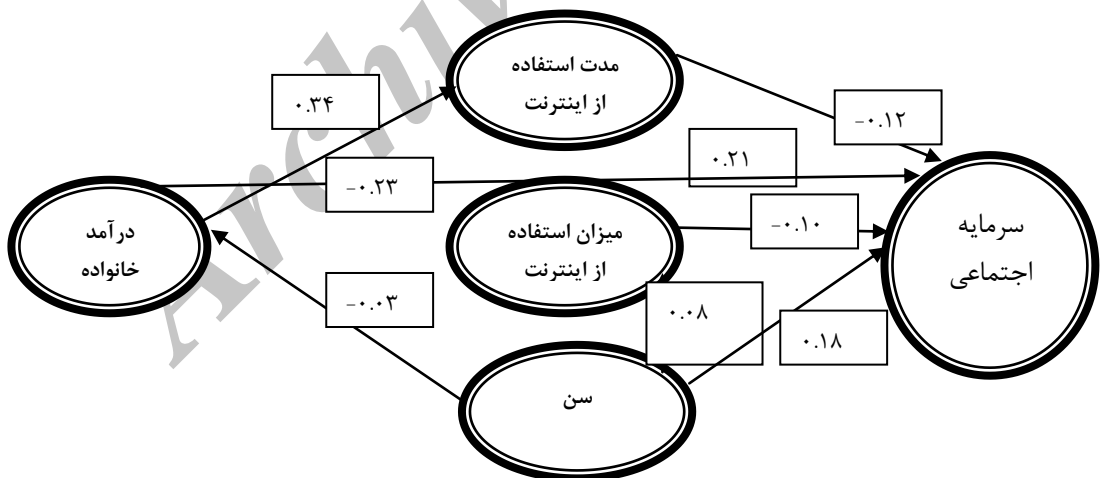 مدت استفاده
از اینترنت
۰.۳۴
-۰.۱۲
۰.۲۱
-۰.۲۳
درآمد
خانواده
میزان استفاده
از اینترنت
-۰.۱۰
سرمایه
اجتماعی
-۰.۰۳
۰.۰۸
۰.۱۸
سن
Archiv